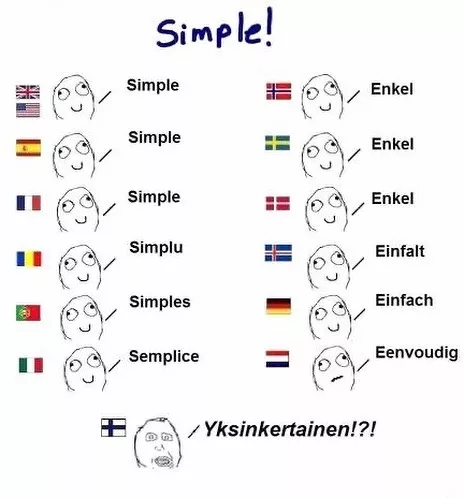 Simple!
Simple
Simple
Simple
Simplu
Simples
Semplice
Enkel
Enkel
Enkel
Einfalt
Einfach
Eenvoudig
Yksinkertainen!?!